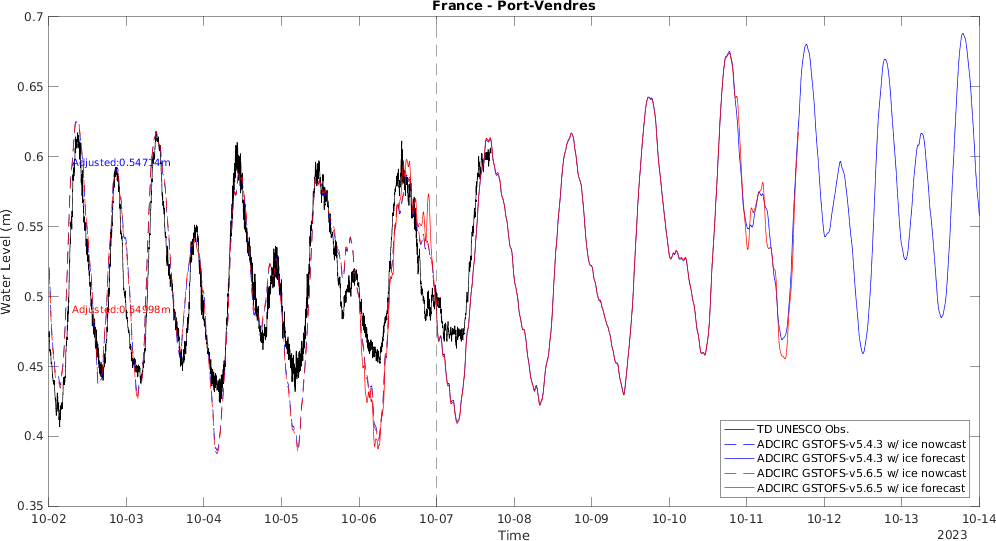 France - Port-Vendres
0.7
0.65
0.6
0.55
0.5
0.45
0.4
0.35
Water Level (m)
Adjusted:0.54714m
Adjusted:0.54998m
TD UNESCO Obs.
ADCIRC GSTOFS-v5.4.3 w/ ice nowcast
ADCIRC GSTOFS-v5.4.3 w/ ice forecast
ADCIRC GSTOFS-v5.6.5 w/ ice nowcast
ADCIRC GSTOFS-v5.6.5 w/ ice forecast
10-02 10-03 10-04 10-05 10-06 10-07 10-08 10-09 10-10 10-11 10-12 10-13 10-14
Time
2023